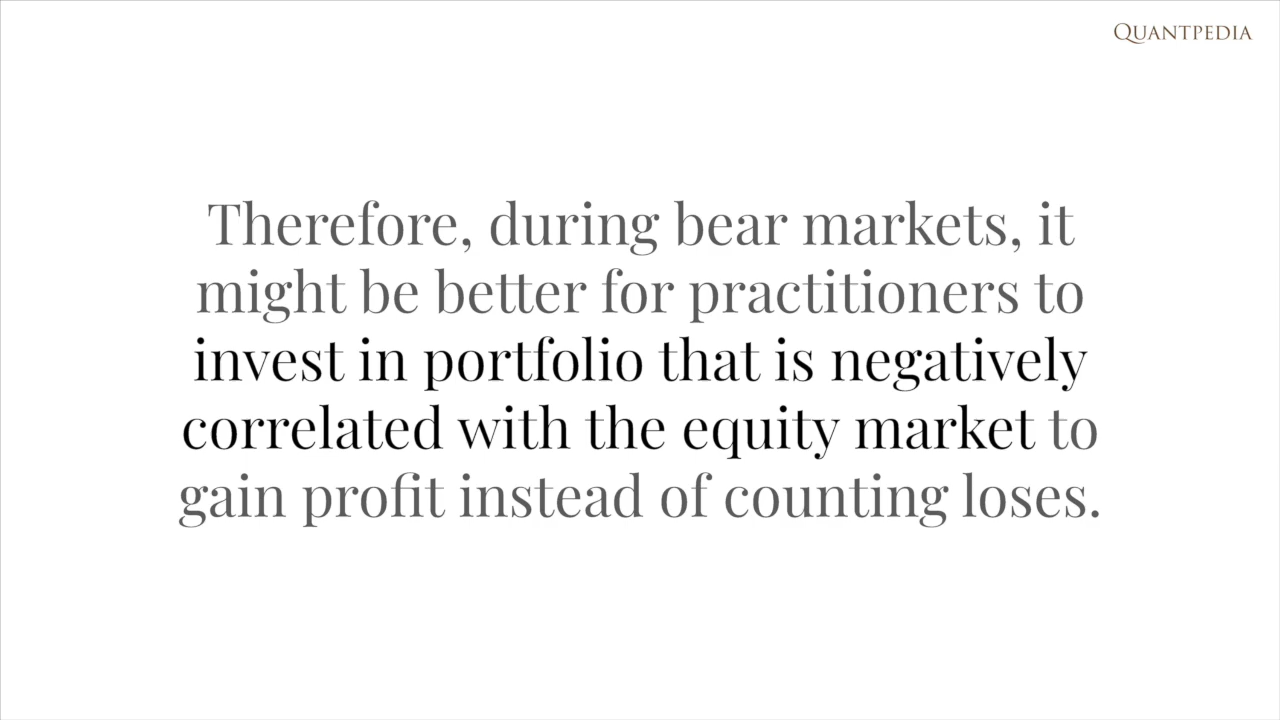 QUANTPEDIA
Therefore, during bear markets, it
might be better for practitioners to
invest in portfolio that is negatively
correlated with the equity market to
gain profit instead of counting loses.